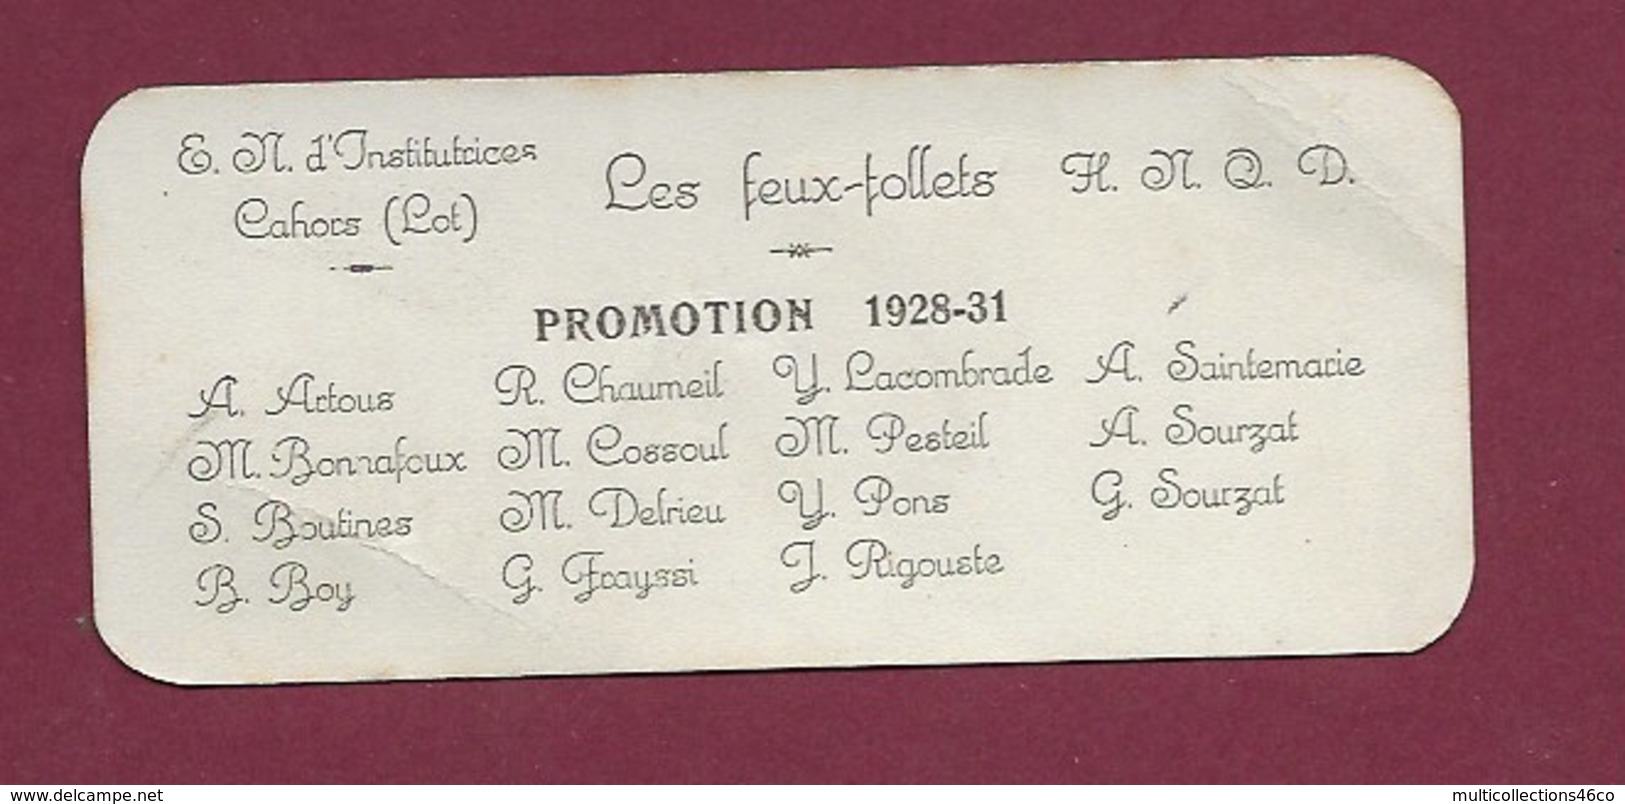 E. N. d'Institutrices
Cahors (Lot)
Les feux-follets
H. N. Q. D.
PROMOTION 1928-31
A. Artous
M. Bonnafoux
S. Boutines
B. Boy
R. Chaumeil
M. Cossoul
M. Delrieu
G. Frayssi
Y. Lacombrade
M. Pesteil
Y. Pons
J. Rigouste
A. Saintemarie
A. Sourzat
G. Sourzat
www.delcampe.net
multicollections46co